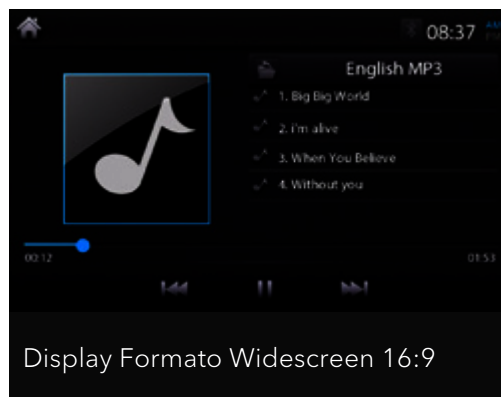 08:37
English MP3
1. Big Big World
2. i'm alive
3. When You Believe
4. Without you
00:12
01:53
Display Formato Widescreen 16:9